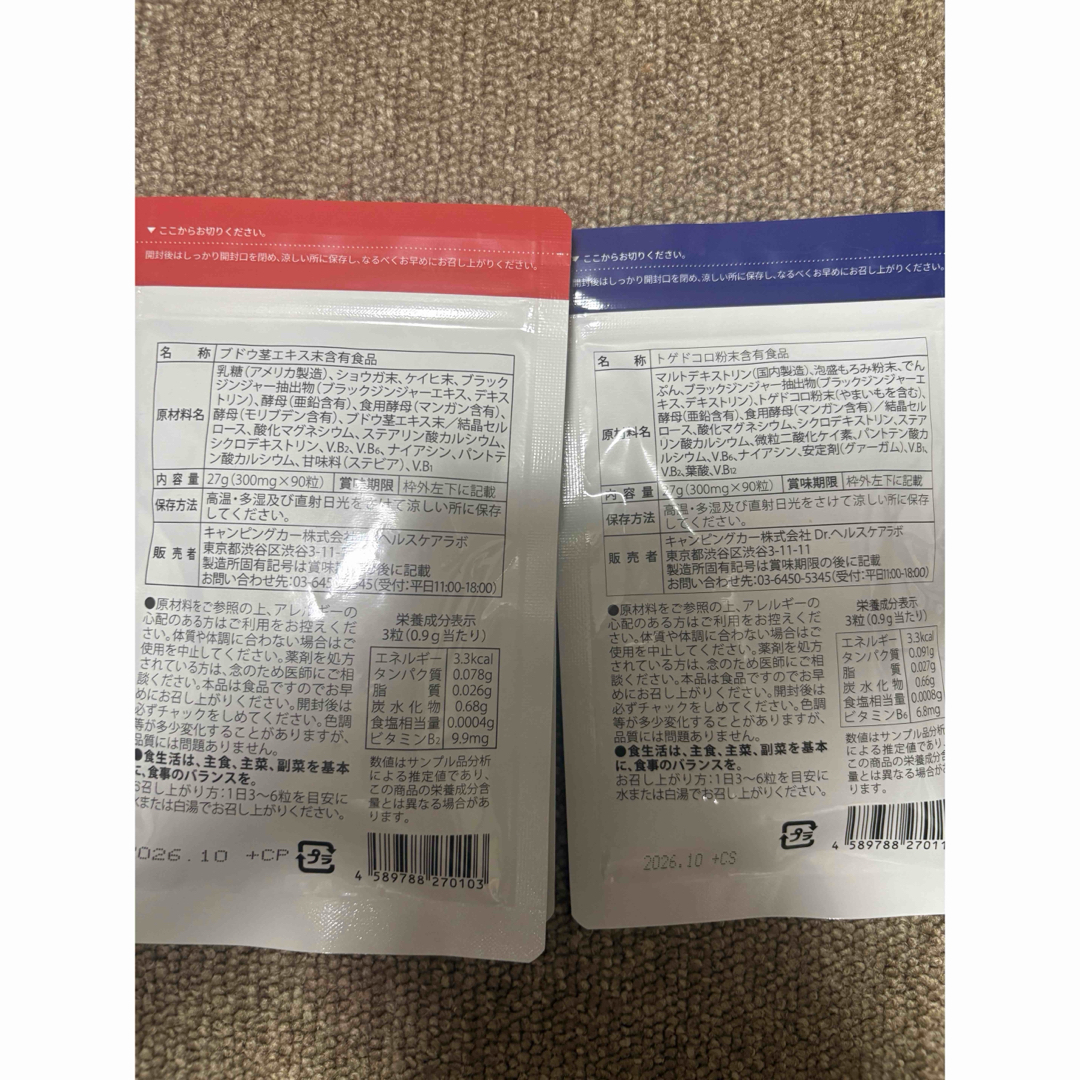 ▼ ここからお切りください。
開封後はしっかり開封口を閉め、涼しい所に保存し、なるべくお早めにお召し上がりください。
名 称 ブドウ茎エキス末含有食品
原材料名
乳糖(アメリカ製造)、ショウガ末、ケイヒ末、ブラック
ジンジャー抽出物(ブラックジンジャーエキス、デキス
トリン)、酵母(亜鉛含有)、食用酵母(マンガン含有)、
酵母(モリブデン含有)、ブドウ茎エキス末／結晶セル
ロース、酸化マグネシウム、ステアリン酸カルシウム、
シクロデキストリン、V.B₂、V.B₆、ナイアシン、パントテ
ン酸カルシウム、甘味料(ステビア)、V.B₁
内容量 27g(300mg×90粒) 賞味期限 枠外左下に記載
保存方法 高温・多湿及び直射日光をさけて涼しい所に保存
してください。
販売者
キャンピングカー株式会社 ヘルスケアラボ
東京都渋谷区渋谷3-11-11
製造所固有記号は賞味期限の後に記載
お問い合わせ先:03-6450-5345(受付:平日11:00-18:00)
●原材料をご参照の上、アレルギーの
心配のある方はご利用をお控えくだ
さい。体質や体調に合わない場合はご
使用を中止してください。薬剤を処方
されている方は、念のため医師にご相
談ください。本品は食品ですのでお早
めにお召し上がりください。開封後は
必ずチャックをしめてください。色調
等が多少変化することがありますが、
品質には問題ありません。
●食生活は、主食、主菜、副菜を基本
に、食事のバランスを。
お召し上がり方:1日3〜6粒を目安に
水または白湯でお召し上がりください。
栄養成分表示
3粒(0.9g当たり)
エネルギー 3.3kcal
タンパク質 0.078g
脂 質 0.026g
炭水化物 0.68g
食塩相当量 0.0004g
ビタミンB₂ 9.9mg
数値はサンプル品分析
による推定値であり、
この商品の栄養成分含
量とは異なる場合があ
ります。
2026.10 +CP
プラ
4 589788 270103
▼ ここからお切りください。
開封後はしっかり開封口を閉め、涼しい所に保存し、なるべくお早めにお召し上がりください。
名 称 トゲドコロ粉末含有食品
原材料名
マルトデキストリン(国内製造)、泡盛もろみ粉末、でん
ぷん、ブラックジンジャー抽出物(ブラックジンジャーエ
キス、デキストリン)、トゲドコロ粉末(やまいもを含む)、
酵母(亜鉛含有)、食用酵母(マンガン含有)／結晶セル
ロース、酸化マグネシウム、シクロデキストリン、ステア
リン酸カルシウム、微粒二酸化ケイ素、パントテン酸カ
ルシウム、V.B₆、ナイアシン、安定剤(グァーガム)、V.B₁、
V.B₂、葉酸、V.B₁₂
内容量 27g(300mg×90粒) 賞味期限 枠外左下に記載
保存方法 高温・多湿及び直射日光をさけて涼しい所に保存
してください。
販売者
キャンピングカー株式会社 Dr.ヘルスケアラボ
東京都渋谷区渋谷3-11-11
製造所固有記号は賞味期限の後に記載
お問い合わせ先:03-6450-5345(受付:平日11:00-18:00)
●原材料をご参照の上、アレルギーの
心配のある方はご利用をお控えくだ
さい。体質や体調に合わない場合はご
使用を中止してください。薬剤を処方
されている方は、念のため医師にご相
談ください。本品は食品ですのでお早
めにお召し上がりください。開封後は
必ずチャックをしめてください。色調
等が多少変化することがありますが、
品質には問題ありません。
●食生活は、主食、主菜、副菜を基本
に、食事のバランスを。
お召し上がり方:1日3〜6粒を目安に
水または白湯でお召し上がりください。
栄養成分表示
3粒(0.9g当たり)
エネルギー 3.3kcal
タンパク質 0.091g
脂 質 0.027g
炭水化物 0.66g
食塩相当量 0.0008g
ビタミンB₆ 6.8mg
数値はサンプル品分析
による推定値であり、
この商品の栄養成分含
量とは異なる場合があ
ります。
2026.10 +CS
プラ
4 589788 27011